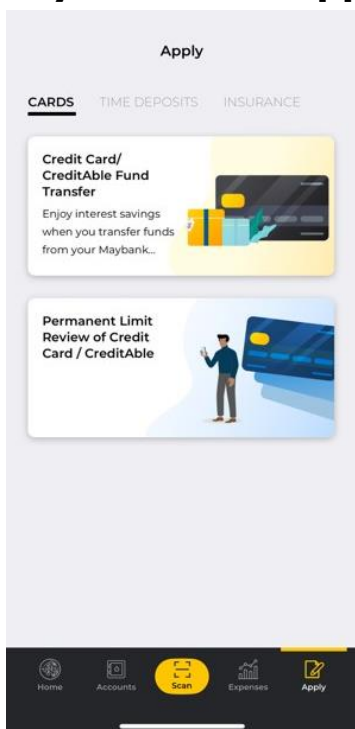 Apply
CARDS TIME DEPOSITS INSURANCE
Credit Card/
CreditAble Fund
Transfer
Enjoy interest savings
when you transfer funds
from your Maybank...
Permanent Limit
Review of Credit
Card / CreditAble
Home Accounts Scan Expenses Apply